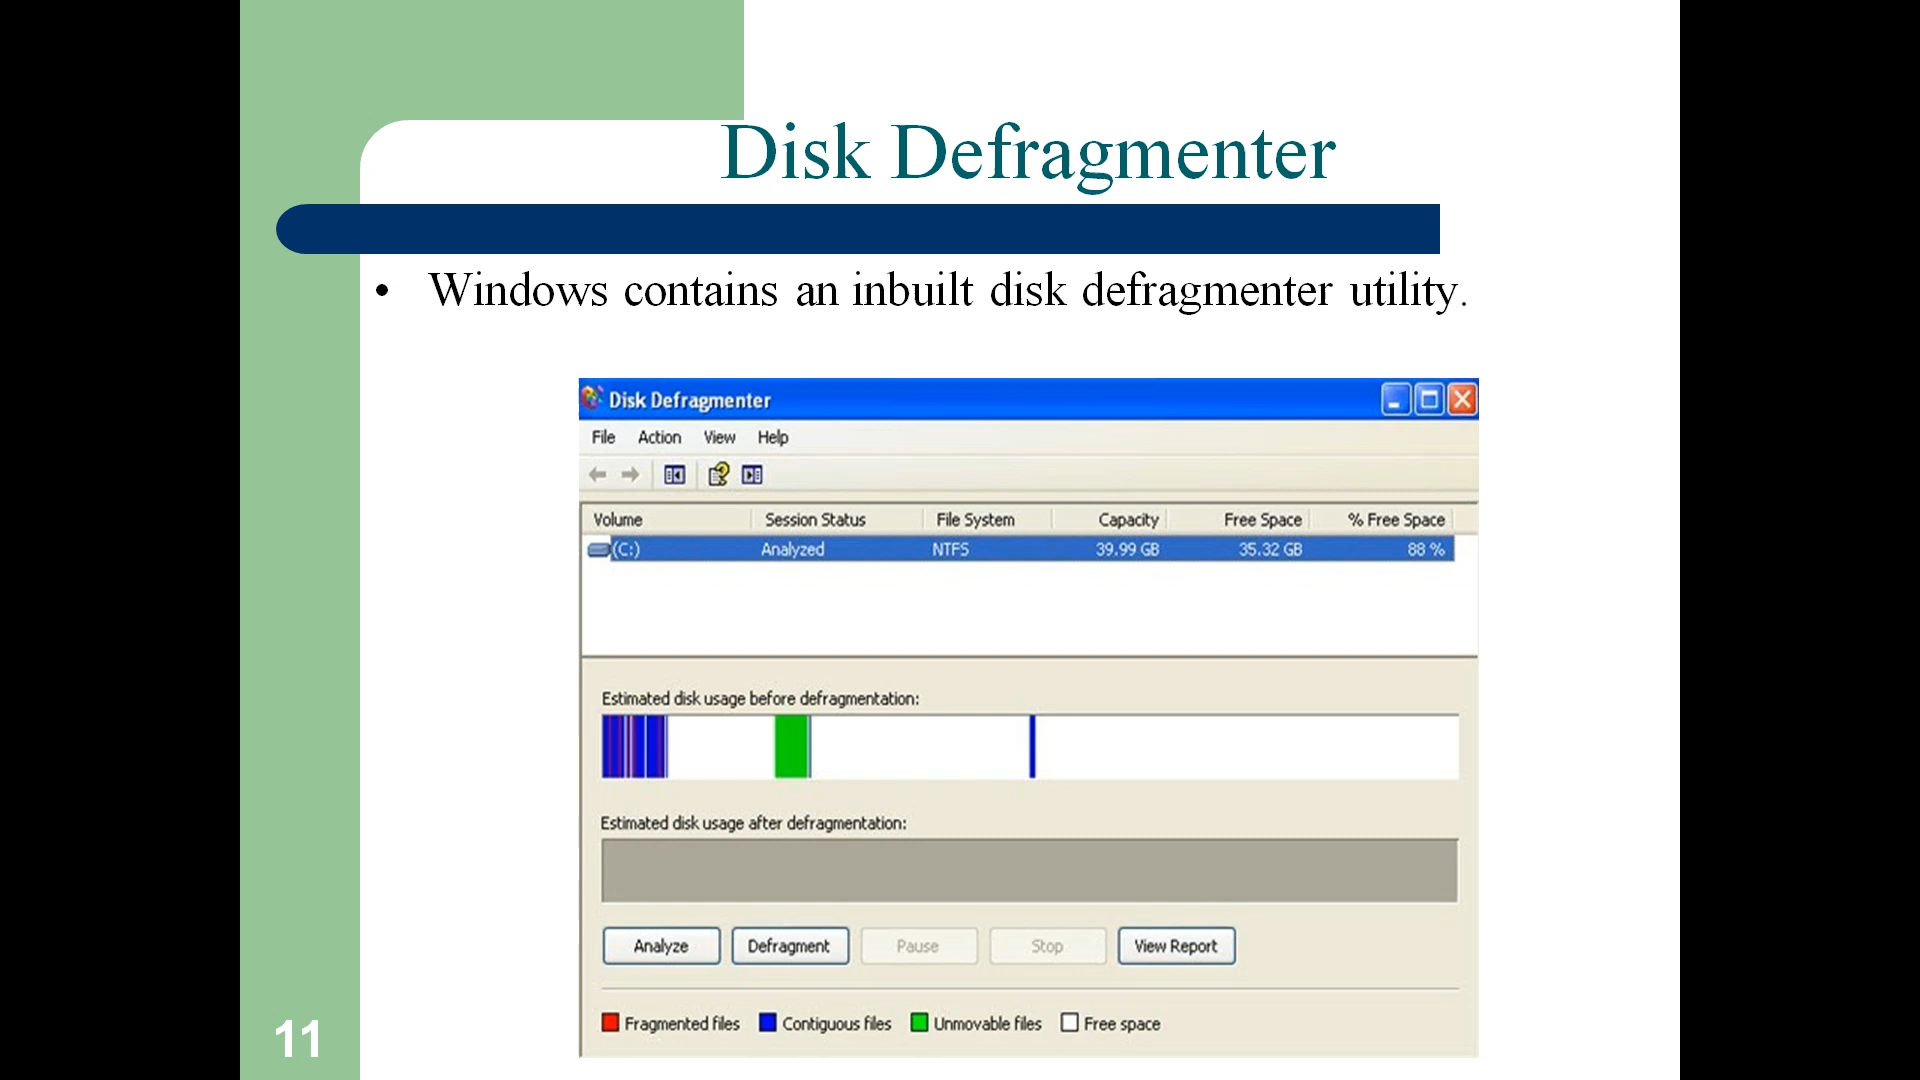 Disk Defragmenter
• Windows contains an inbuilt disk defragmenter utility.
Disk Defragmenter
File Action View Help
Volume Session Status File System Capacity Free Space % Free Space
(C:) Analyzed NTFS 39.99 GB 35.32 GB 88 %
Estimated disk usage before defragmentation:
Estimated disk usage after defragmentation:
Analyze Defragment Pause Stop View Report
Fragmented files Contiguous files Unmovable files Free space
11